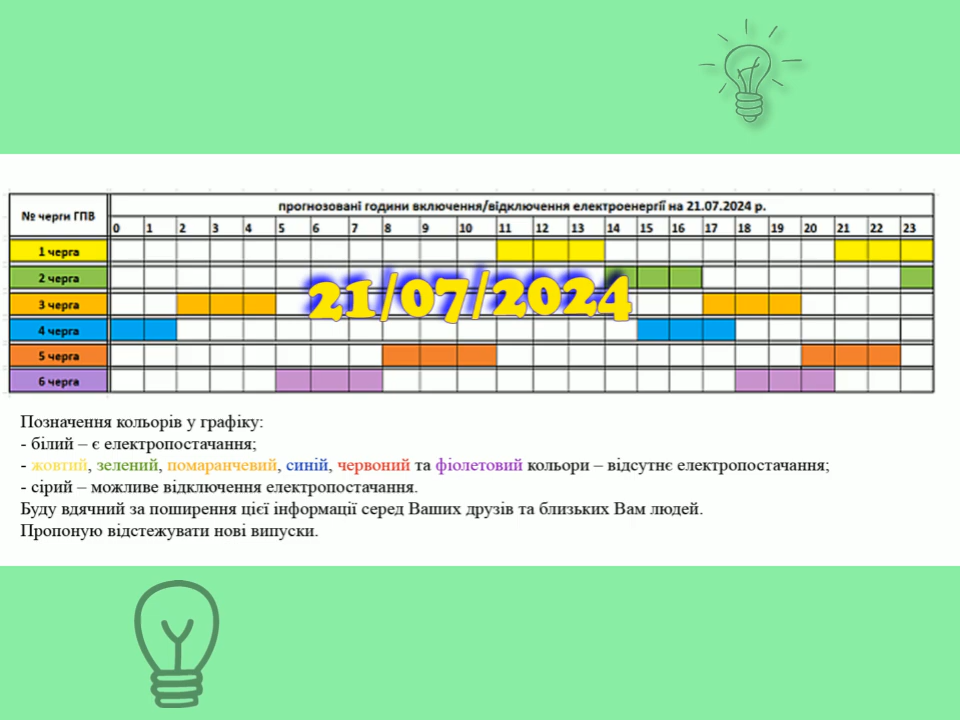 прогнозовані години включення/відключення електроенергії на 21.07.2024 р.
№ черги ГПВ
0 1 2 3 4 5 6 7 8 9 10 11 12 13 14 15 16 17 18 19 20 21 22 23
1 черга
2 черга
21/07/2024
3 черга
4 черга
5 черга
6 черга
Позначення кольорів у графіку:
- білий – є електропостачання;
- жовтий, зелений, помаранчевий, синій, червоний та фіолетовий кольори – відсутнє електропостачання;
- сірий – можливе відключення електропостачання.
Буду вдячний за поширення цієї інформації серед Ваших друзів та близьких Вам людей.
Пропоную відстежувати нові випуски.